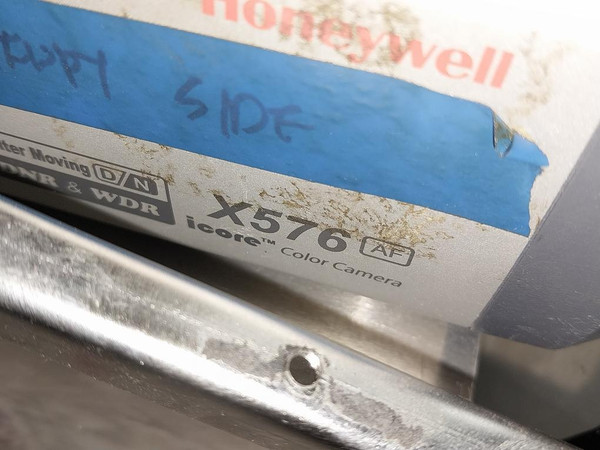 Honeywell
SIDE
ter Moving D/N
DNR & WDR
X576 AF
icore™ Color Camera